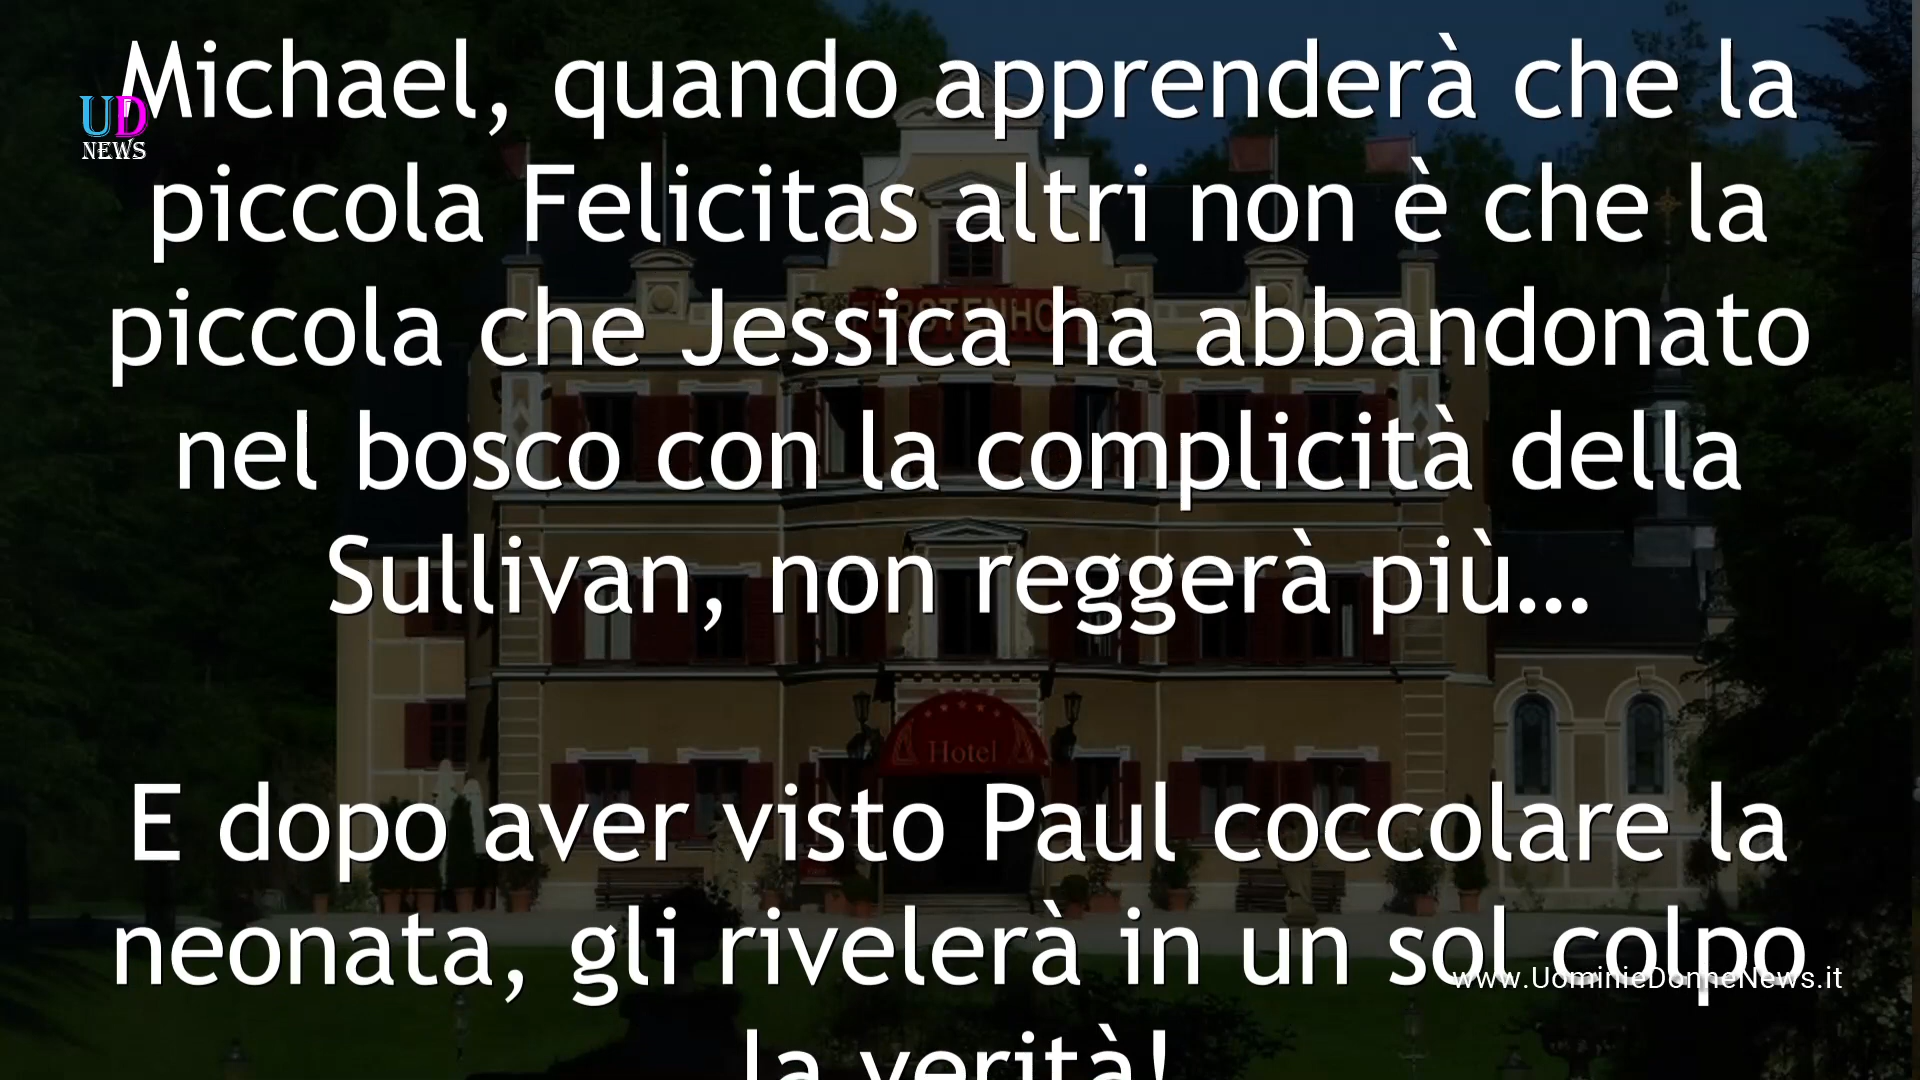 Michael, quando apprenderà che la
UD
NEWS
piccola Felicitas altri non è che la
piccola che Jessica ha abbandonato
FÜRSTENHOF
nel bosco con la complicità della
Sullivan, non reggerà più...
Hotel
E dopo aver visto Paul coccolare la
neonata, gli rivelerà in un sol colpo
www.UominieDonneNews.it
la verità!